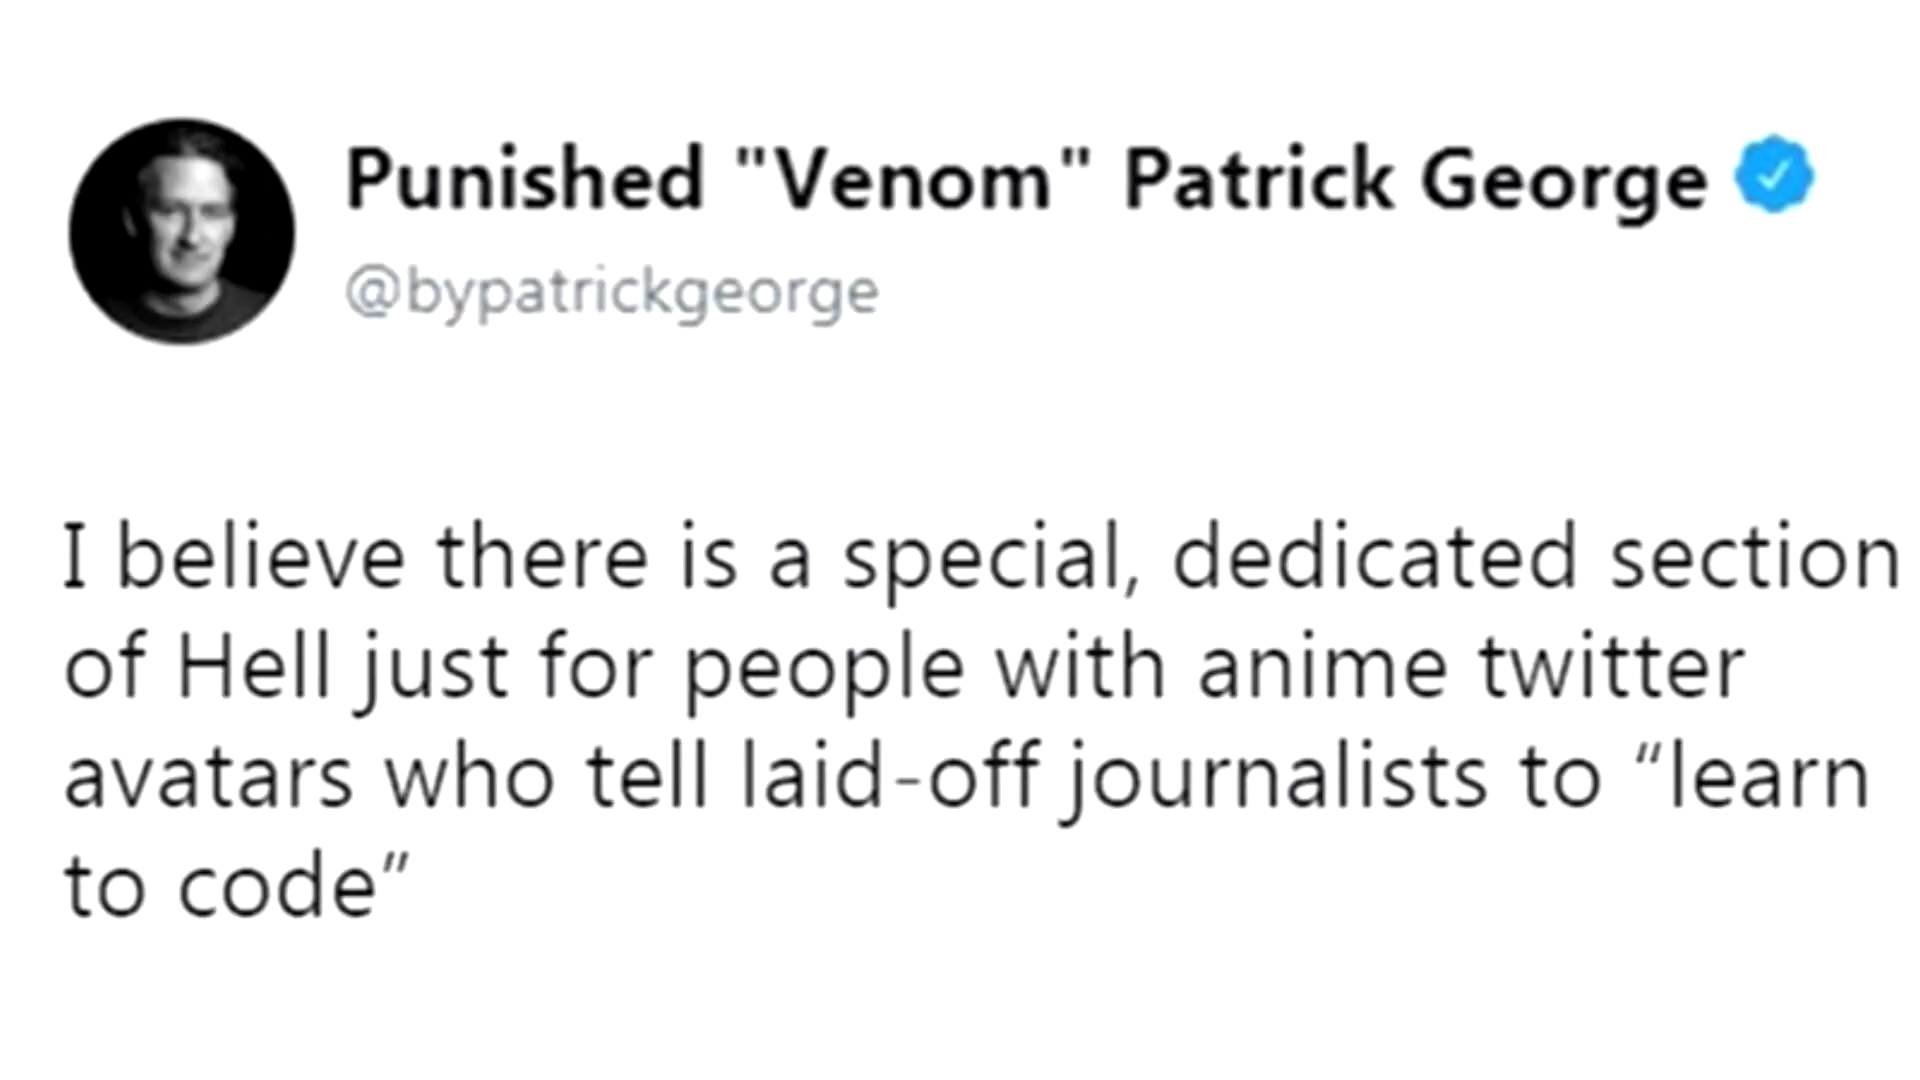 Punished "Venom" Patrick George
@bypatrickgeorge
I believe there is a special, dedicated section
of Hell just for people with anime twitter
avatars who tell laid-off journalists to “learn
to code”